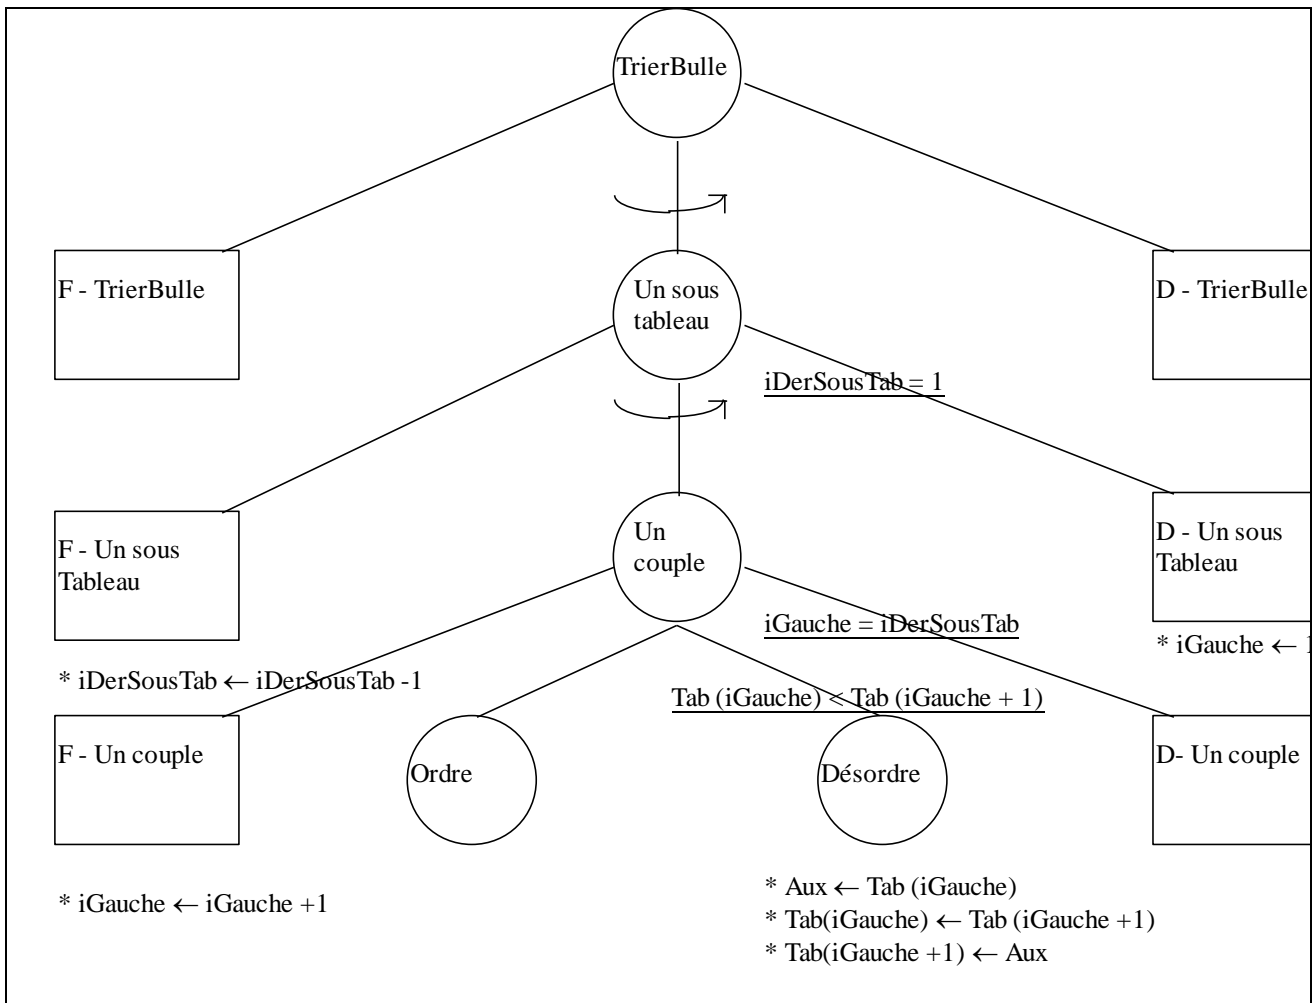 TrierBulle
F - TrierBulle
Un sous
tableau
D - TrierBulle
iDerSousTab = 1
F - Un sous
Tableau
Un
couple
D - Un sous
Tableau
iGauche = iDerSousTab
* iGauche ← 1
* iDerSousTab ← iDerSousTab -1
Tab (iGauche) < Tab (iGauche + 1)
F - Un couple
Ordre
Désordre
D- Un couple
* iGauche ← iGauche +1
* Aux ← Tab (iGauche)
* Tab(iGauche) ← Tab (iGauche +1)
* Tab(iGauche +1) ← Aux